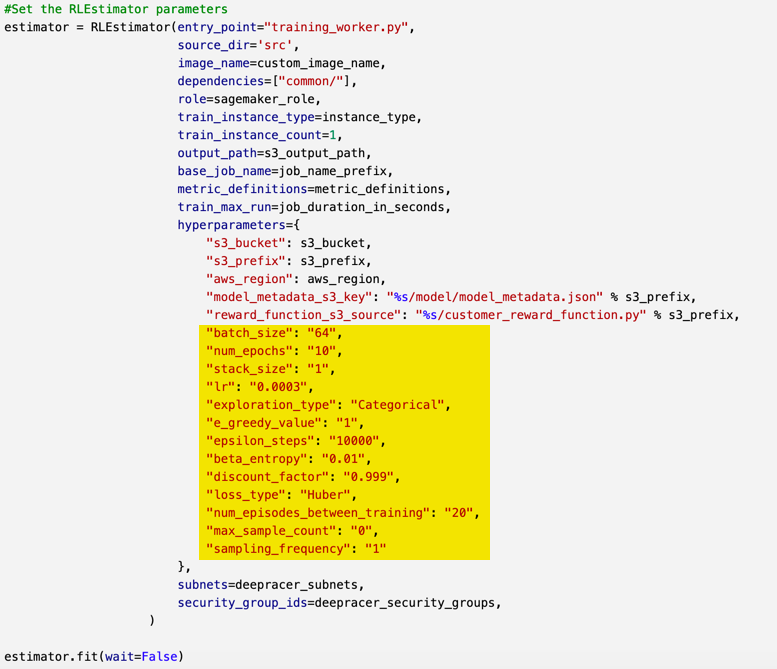 #Set the RLEstimator parameters
estimator = RLEstimator(entry_point="training_worker.py",
source_dir='src',
image_name=custom_image_name,
dependencies=["common/"],
role=sagemaker_role,
train_instance_type=instance_type,
train_instance_count=1,
output_path=s3_output_path,
base_job_name=job_name_prefix,
metric_definitions=metric_definitions,
train_max_run=job_duration_in_seconds,
hyperparameters={
"s3_bucket": s3_bucket,
"s3_prefix": s3_prefix,
"aws_region": aws_region,
"model_metadata_s3_key": "%s/model/model_metadata.json" % s3_prefix,
"reward_function_s3_source": "%s/customer_reward_function.py" % s3_prefix,
"batch_size": "64",
"num_epochs": "10",
"stack_size": "1",
"lr": "0.0003",
"exploration_type": "Categorical",
"e_greedy_value": "1",
"epsilon_steps": "10000",
"beta_entropy": "0.01",
"discount_factor": "0.999",
"loss_type": "Huber",
"num_episodes_between_training": "20",
"max_sample_count": "0",
"sampling_frequency": "1"
},
subnets=deepracer_subnets,
security_group_ids=deepracer_security_groups,
)
estimator.fit(wait=False)